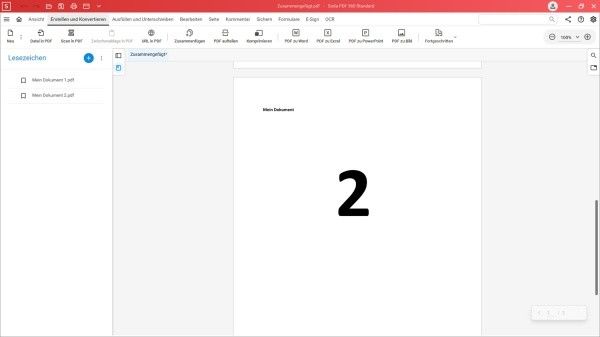 Zusammengefügt.pdf - Soda PDF 360 (Standard)
Ansicht Erstellen und Konvertieren Ausfüllen und Unterschreiben Bearbeiten Seite Kommentar Sichern Formulare E-Sign OCR
Neu Datei in PDF Scan in PDF Zwischenablage in PDF URL in PDF Zusammenfügen PDF aufteilen Komprimieren PDF zu Word PDF zu Excel PDF zu PowerPoint PDF zu Bild Fortgeschritten 100%
Lesezeichen
Zusammengefügt*
Mein Dokument 1.pdf
Mein Dokument 2.pdf
Mein Dokument
2